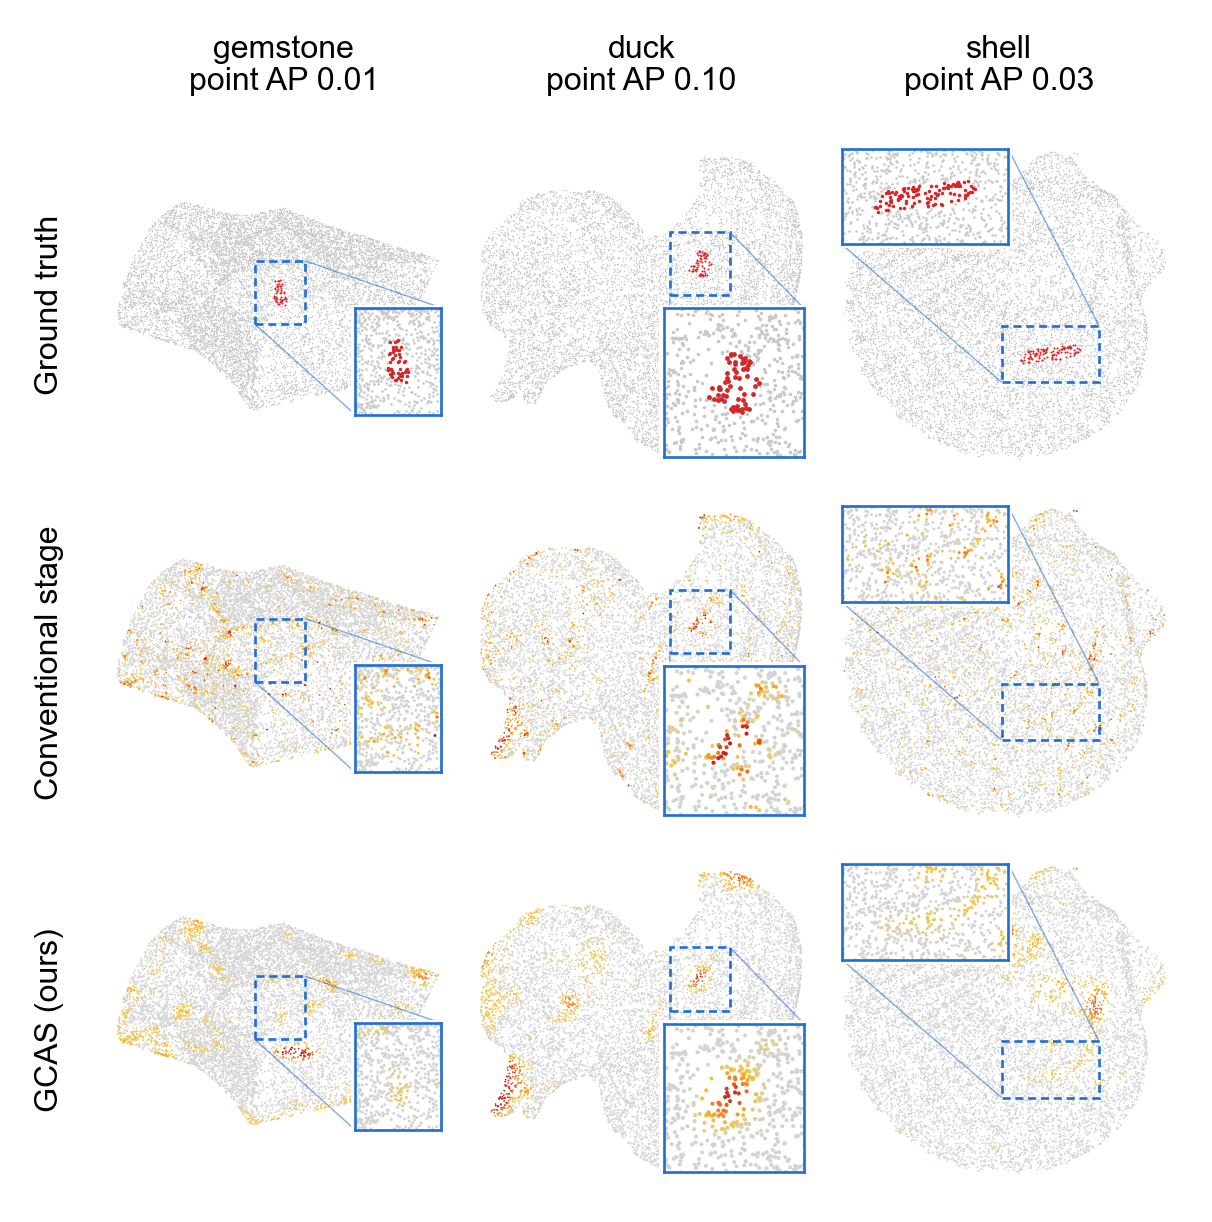 gemstone
point AP 0.01
duck
point AP 0.10
shell
point AP 0.03
Ground truth
Conventional stage
GCAS (ours)